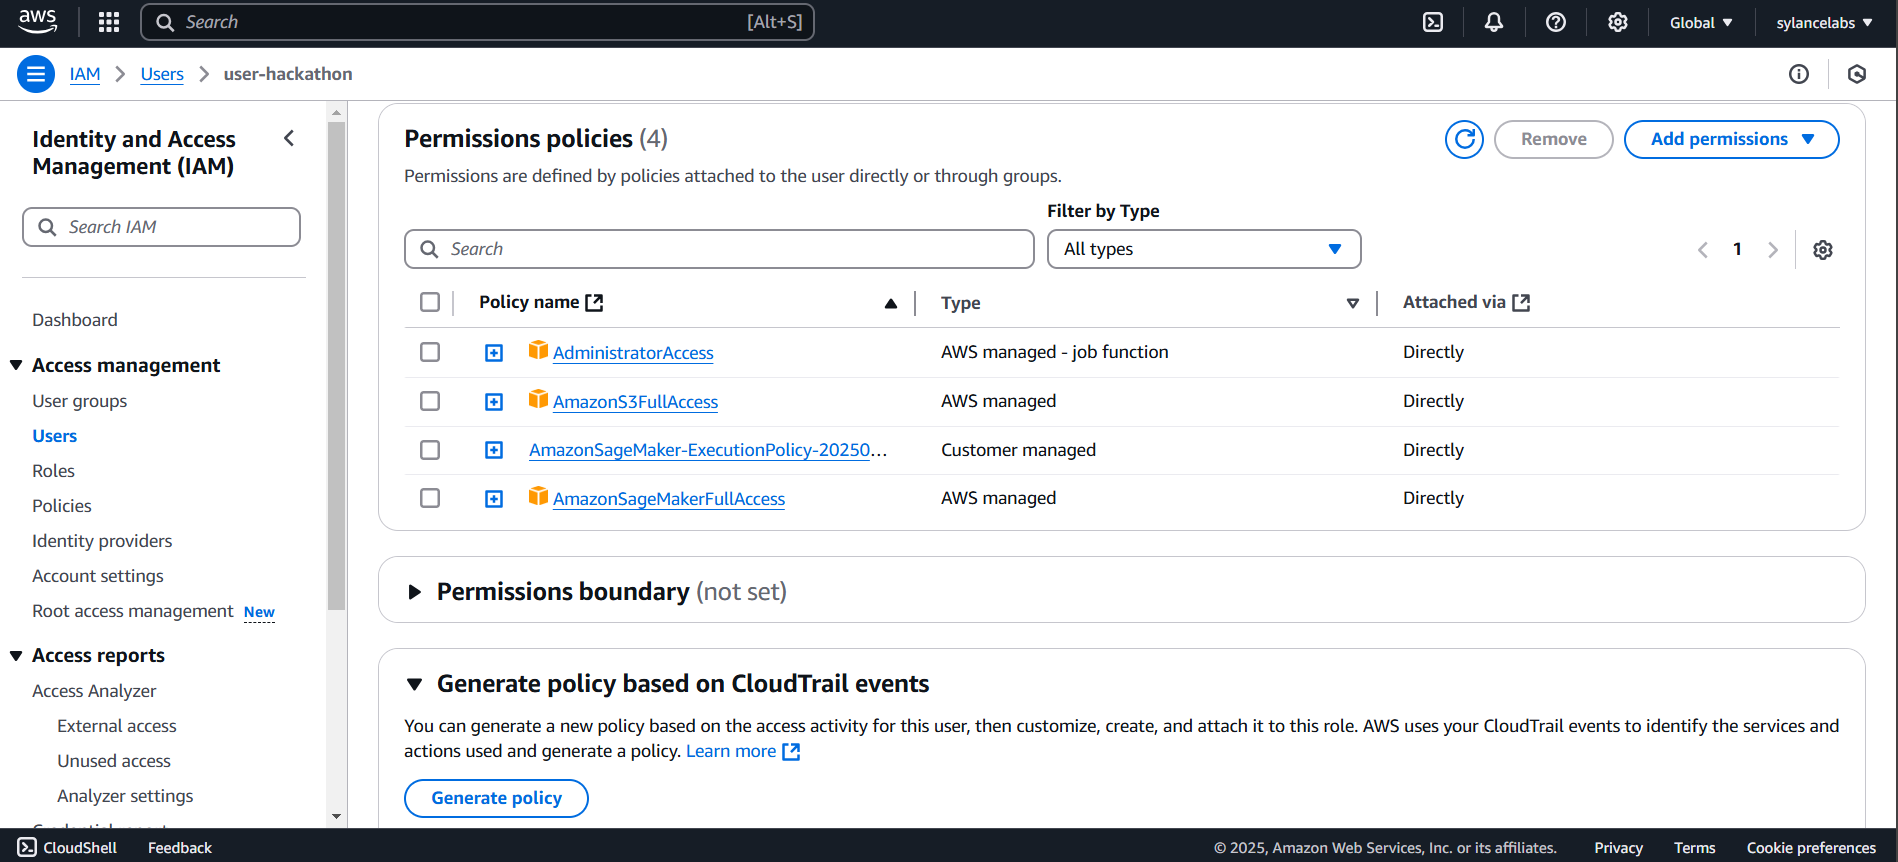 aws
Search
[Alt+S]
Global
sylancelabs
IAM
Users
user-hackathon
Identity and Access
Management (IAM)
Search IAM
Dashboard
Access management
User groups
Users
Roles
Policies
Identity providers
Account settings
Root access management New
Access reports
Access Analyzer
External access
Unused access
Analyzer settings
Permissions policies (4)
Remove
Add permissions
Permissions are defined by policies attached to the user directly or through groups.
Filter by Type
Search
All types
1
Policy name
Type
Attached via
AdministratorAccess
AWS managed - job function
Directly
AmazonS3FullAccess
AWS managed
Directly
AmazonSageMaker-ExecutionPolicy-20250...
Customer managed
Directly
AmazonSageMakerFullAccess
AWS managed
Directly
Permissions boundary (not set)
Generate policy based on CloudTrail events
You can generate a new policy based on the access activity for this user, then customize, create, and attach it to this role. AWS uses your CloudTrail events to identify the services and
actions used and generate a policy. Learn more
Generate policy
CloudShell
Feedback
© 2025, Amazon Web Services, Inc. or its affiliates.
Privacy
Terms
Cookie preferences